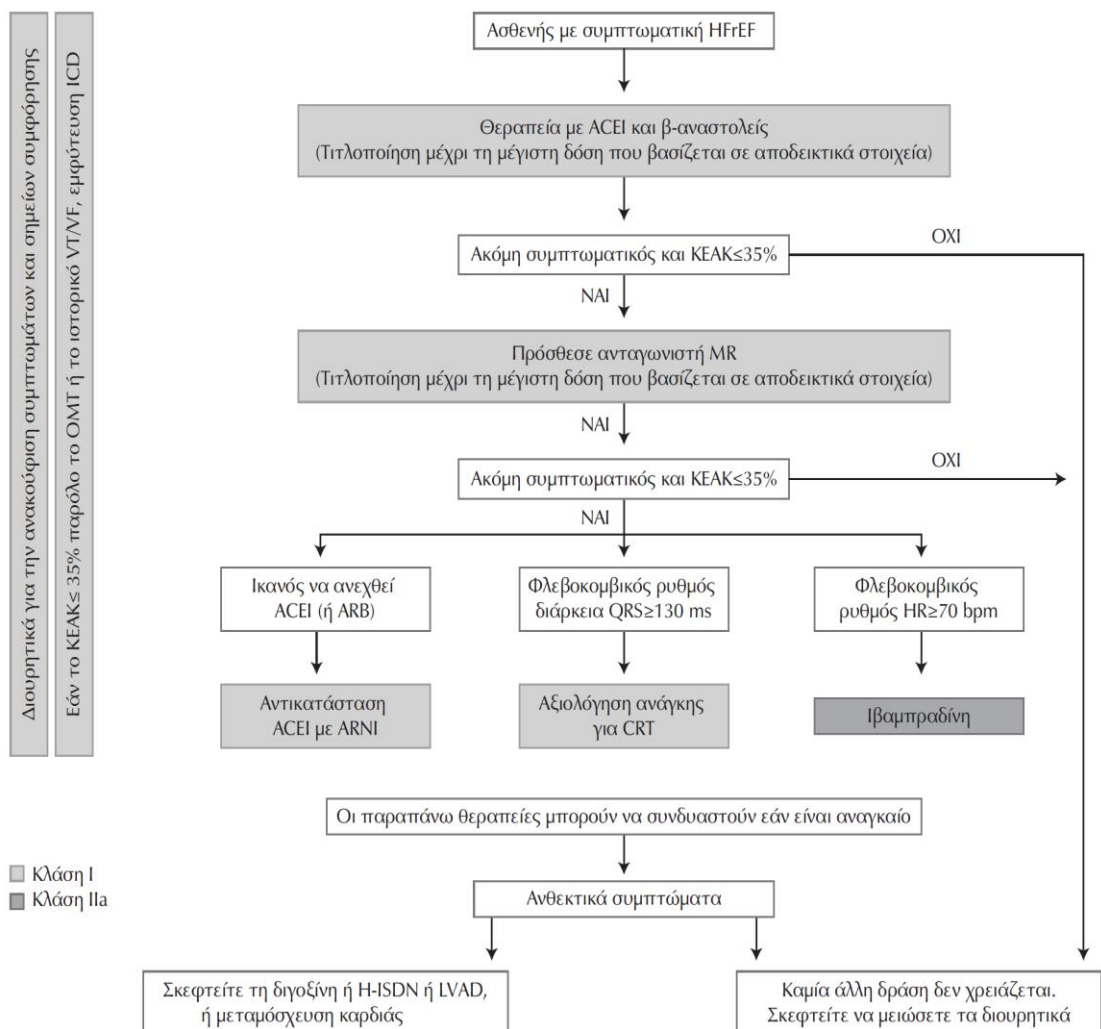 Διουρητικά για την ανακούφιση συμπτωμάτων και σημείων συμφόρησης
Εάν το ΚΕΑΚ≤ 35% παρόλο το OMT ή το ιστορικό VT/VF, εμφύτευση ICD
Ασθενής με συμπτωματική HFrEF
Θεραπεία με ACEI και β-αναστολείς
(Τιτλοποίηση μέχρι τη μέγιστη δόση που βασίζεται σε αποδεικτικά στοιχεία)
Ακόμη συμπτωματικός και ΚΕΑΚ≤35%
ΟΧΙ
ΝΑΙ
Πρόσθεσε ανταγωνιστή MR
(Τιτλοποίηση μέχρι τη μέγιστη δόση που βασίζεται σε αποδεικτικά στοιχεία)
ΝΑΙ
Ακόμη συμπτωματικός και ΚΕΑΚ≤35%
ΟΧΙ
ΝΑΙ
Ικανός να ανεχθεί
ACEI (ή ARB)
Φλεβοκομβικός ρυθμός
διάρκεια QRS≥130 ms
Φλεβοκομβικός
ρυθμός HR≥70 bpm
Αντικατάσταση
ACEI με ARNI
Αξιολόγηση ανάγκης
για CRT
Ιβαμπραδίνη
Οι παραπάνω θεραπείες μπορούν να συνδυαστούν εάν είναι αναγκαίο
Κλάση I
Κλάση IIa
Ανθεκτικά συμπτώματα
Σκεφτείτε τη διγοξίνη ή H-ISDN ή LVAD,
ή μεταμόσχευση καρδιάς
Καμία άλλη δράση δεν χρειάζεται.
Σκεφτείτε να μειώσετε τα διουρητικά